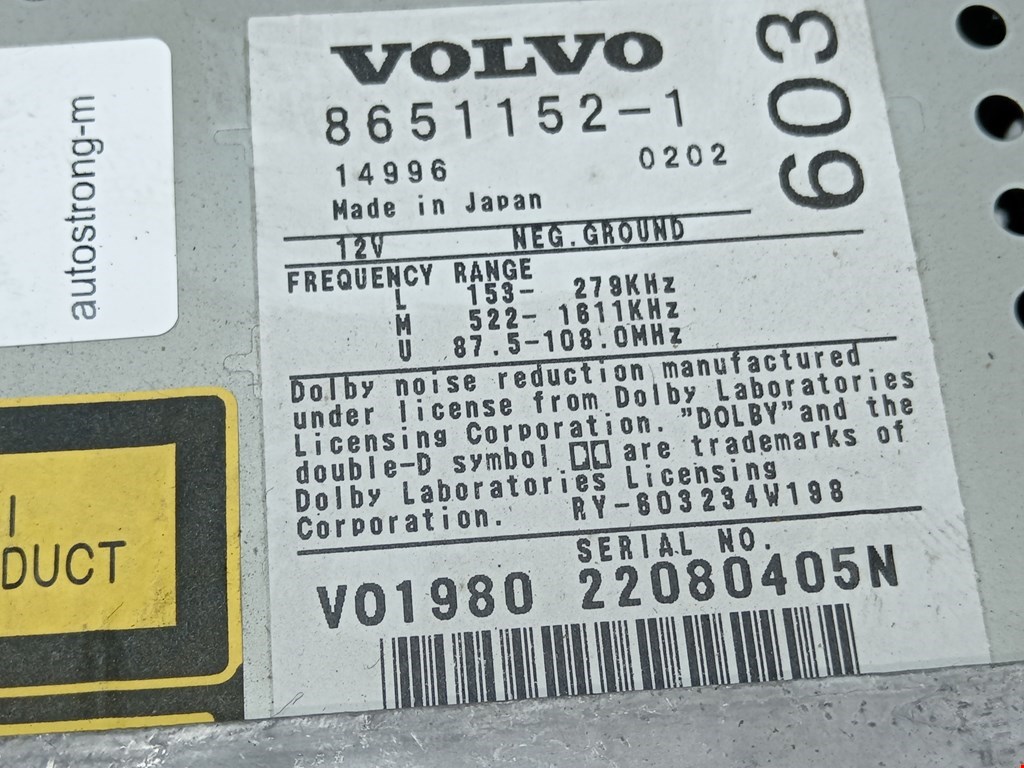 VOLVO
8651152-1
603
14996 0202
Made in Japan
12V NEG.GROUND
FREQUENCY RANGE
L 153- 279KHz
M 522- 1611KHz
U 87.5-108.0MHz
Dolby noise reduction manufactured
under license from Dolby Laboratories
Licensing Corporation. "DOLBY"and the
double-D symbol are trademarks of
Dolby Laboratories Licensing
Corporation. RY-603234W198
SERIAL NO.
VO1980 22080405N
autostrong-m
DUCT